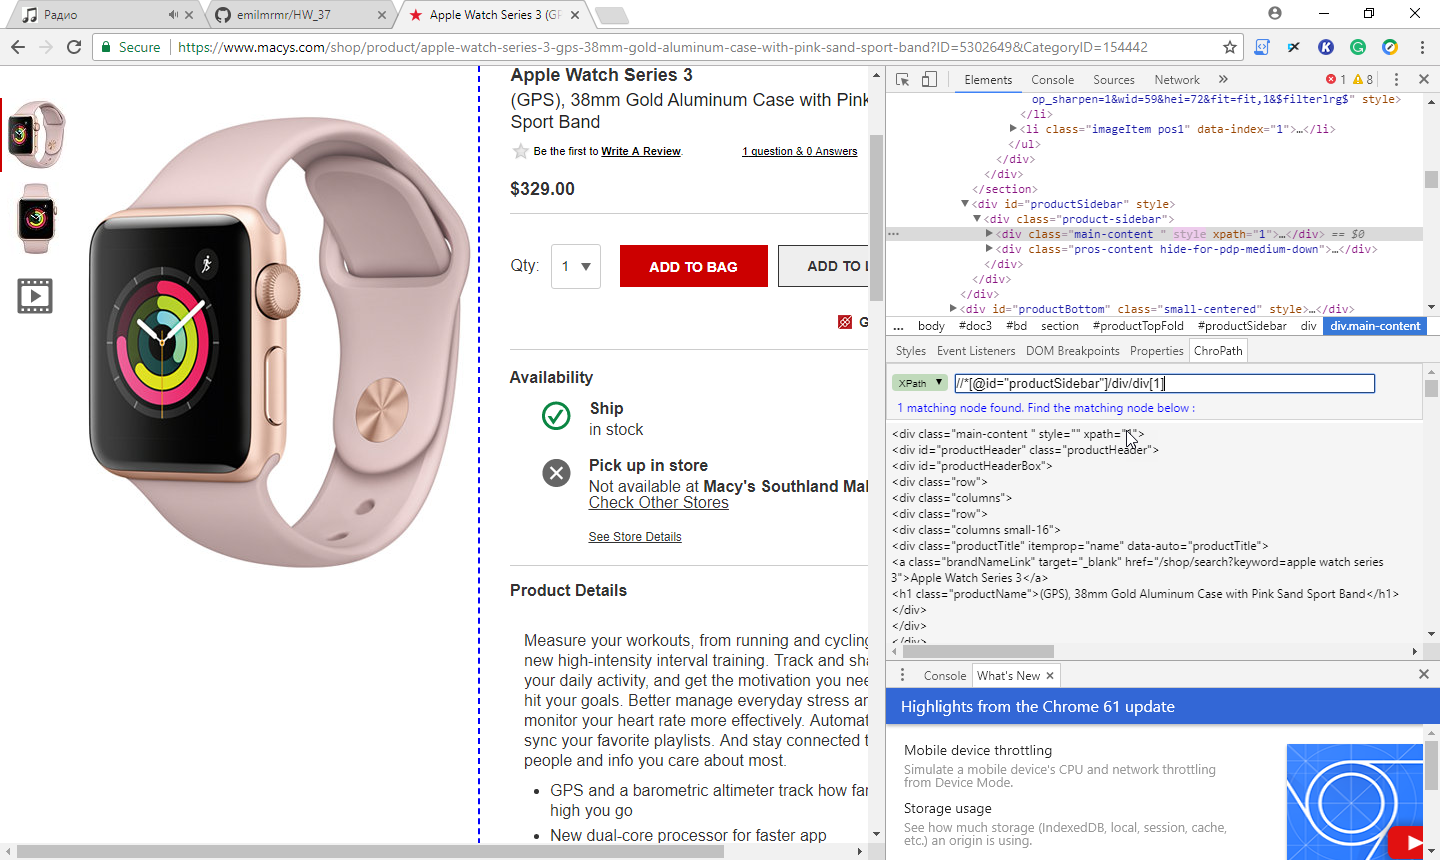 Радио
emilmrmr/HW_37
Apple Watch Series 3 (GP
Secure
https://www.macys.com/shop/product/apple-watch-series-3-gps-38mm-gold-aluminum-case-with-pink-sand-sport-band?ID=5302649&CategoryID=154442
Apple Watch Series 3
(GPS), 38mm Gold Aluminum Case with Pink
Sport Band
Be the first to Write A Review.
1 question & 0 Answers
$329.00
Qty:
1
ADD TO BAG
ADD TO L
G
Availability
Ship
in stock
Pick up in store
Not available at Macy's Southland Mal
Check Other Stores
See Store Details
Product Details
Measure your workouts, from running and cycling
new high-intensity interval training. Track and sha
your daily activity, and get the motivation you nee
hit your goals. Better manage everyday stress an
monitor your heart rate more effectively. Automat
sync your favorite playlists. And stay connected t
people and info you care about most.
• GPS and a barometric altimeter track how far
high you go
• New dual-core processor for faster app
Elements
Console
Sources
Network
»
1
8
op_sharpen=1&wid=59&hei=72&fit=fit,1&$filterlrg$" style>
</li>
<li class="imageItem pos1" data-index="1">…</li>
</ul>
</div>
</div>
</section>
<div id="productSidebar" style>
<div class="product-sidebar">
<div class="main-content " style xpath="1">…</div> == $0
<div class="pros-content hide-for-pdp-medium-down">…</div>
</div>
</div>
</div>
<div id="productBottom" class="small-centered" style>…</div>
...
body
#doc3
#bd
section
#productTopFold
#productSidebar
div
div.main-content
Styles
Event Listeners
DOM Breakpoints
Properties
ChroPath
XPath
//*[@id="productSidebar"]/div/div[1]
1 matching node found. Find the matching node below :
<div class="main-content " style="" xpath="1">
<div id="productHeader" class="productHeader">
<div id="productHeaderBox">
<div class="row">
<div class="columns">
<div class="row">
<div class="columns small-16">
<div class="productTitle" itemprop="name" data-auto="productTitle">
<a class="brandNameLink" target="_blank" href="/shop/search?keyword=apple watch series
3">Apple Watch Series 3</a>
<h1 class="productName">(GPS), 38mm Gold Aluminum Case with Pink Sand Sport Band</h1>
</div>
</div>
</div>
Console
What's New
Highlights from the Chrome 61 update
Mobile device throttling
Simulate a mobile device's CPU and network throttling
from Device Mode.
Storage usage
See how much storage (IndexedDB, local, session, cache,
etc.) an origin is using.